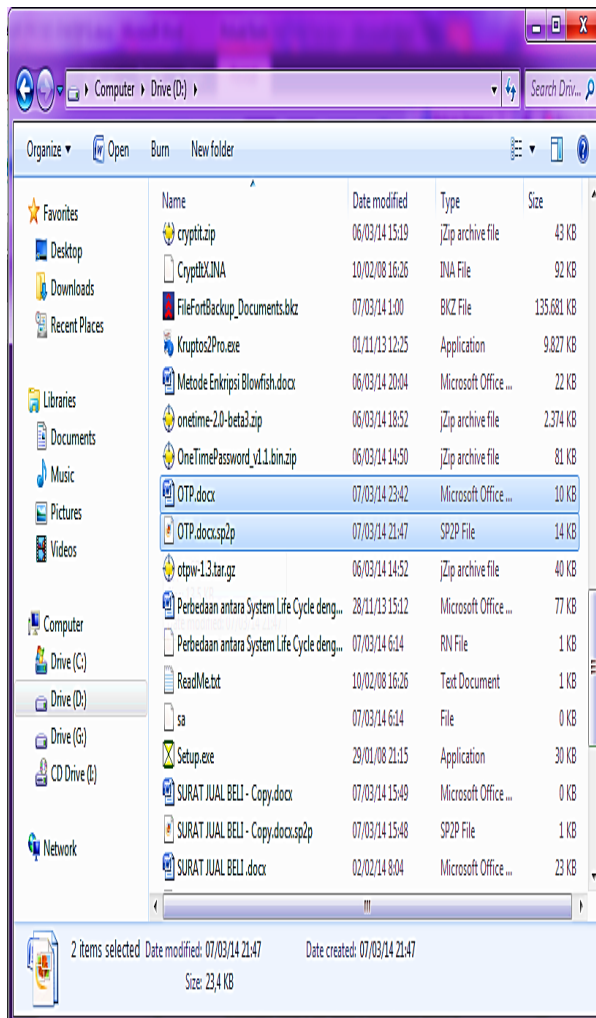 Computer Drive (D:) Search Driv...
Organize Open Burn New folder
Favorites
Desktop
Downloads
Recent Places
Libraries
Documents
Music
Pictures
Videos
Computer
Drive (C:)
Drive (D:)
Drive (G:)
CD Drive (I:)
Network
Name Date modified Type Size
cryptit.zip 06/03/14 15:19 jZip archive file 43 KB
CryptItX.INA 10/02/08 16:26 INA File 92 KB
FileFortBackup_Documents.bkz 07/03/14 1:00 BKZ File 135.681 KB
Kruptos2Pro.exe 01/11/13 12:25 Application 9.827 KB
Metode Enkripsi Blowfish.docx 06/03/14 20:04 Microsoft Office ... 22 KB
onetime-2.0-beta3.zip 06/03/14 18:52 jZip archive file 2.374 KB
OneTimePassword_v1.1.bin.zip 06/03/14 14:50 jZip archive file 81 KB
OTP.docx 07/03/14 23:42 Microsoft Office ... 10 KB
OTP.docx.sp2p 07/03/14 21:47 SP2P File 14 KB
otpw-1.3.tar.gz 06/03/14 14:52 jZip archive file 40 KB
Perbedaan antara System Life Cycle deng... 28/11/13 15:12 Microsoft Office ... 77 KB
Perbedaan antara System Life Cycle deng... 07/03/14 6:14 RN File 1 KB
ReadMe.txt 10/02/08 16:26 Text Document 1 KB
sa 07/03/14 6:14 File 0 KB
Setup.exe 29/01/08 21:15 Application 30 KB
SURAT JUAL BELI - Copy.docx 07/03/14 15:49 Microsoft Office ... 0 KB
SURAT JUAL BELI - Copy.docx.sp2p 07/03/14 15:48 SP2P File 1 KB
SURAT JUAL BELI .docx 02/02/14 8:04 Microsoft Office ... 23 KB
2 items selected Date modified: 07/03/14 21:47 Date created: 07/03/14 21:47
Size: 23,4 KB